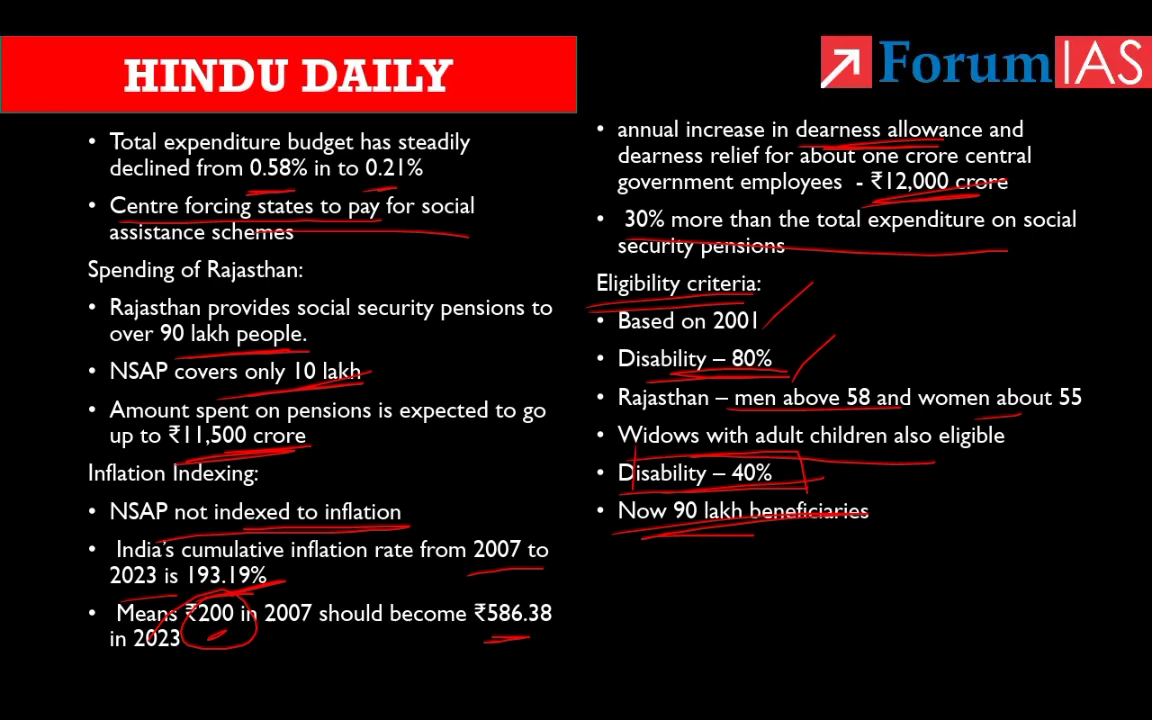 HINDU DAILY
ForumIAS
• Total expenditure budget has steadily
declined from 0.58% in to 0.21%
• Centre forcing states to pay for social
assistance schemes
Spending of Rajasthan:
• Rajasthan provides social security pensions to
over 90 lakh people.
• NSAP covers only 10 lakh
• Amount spent on pensions is expected to go
up to ₹11,500 crore
Inflation Indexing:
• NSAP not indexed to inflation
• India's cumulative inflation rate from 2007 to
2023 is 193.19%
• Means ₹200 in 2007 should become ₹586.38
in 2023
• annual increase in dearness allowance and
dearness relief for about one crore central
government employees - ₹12,000 crore
• 30% more than the total expenditure on social
security pensions
Eligibility criteria:
• Based on 2001
• Disability – 80%
• Rajasthan – men above 58 and women about 55
• Widows with adult children also eligible
• Disability – 40%
• Now 90 lakh beneficiaries